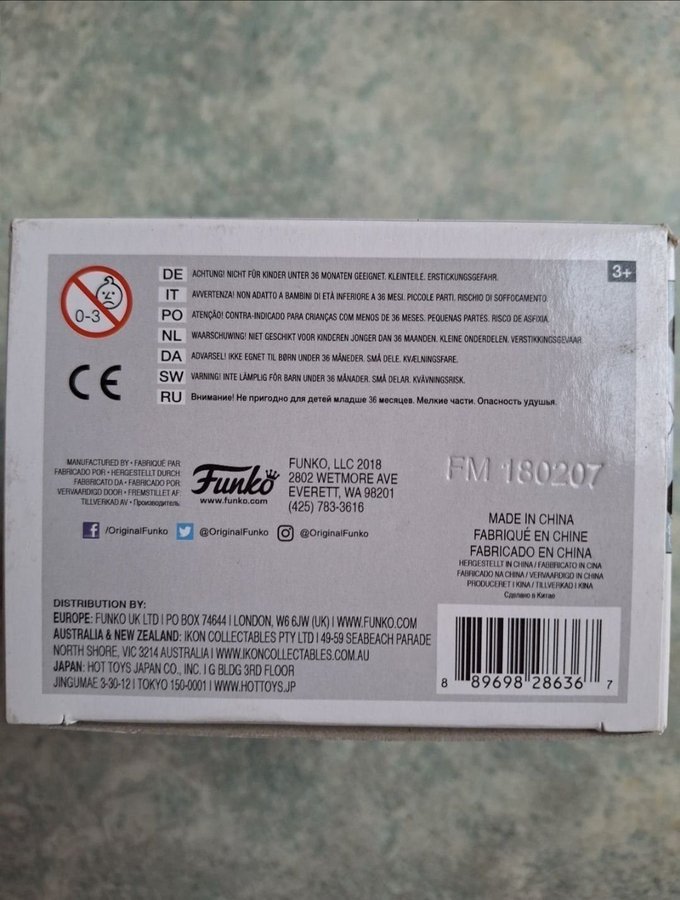 0-3
3+
DE ACHTUNG! NICHT FÜR KINDER UNTER 36 MONATEN GEEIGNET. KLEINTEILE. ERSTICKUNGSGEFAHR.
IT AVVERTENZA! NON ADATTO A BAMBINI DI ETÀ INFERIORE A 36 MESI. PICCOLE PARTI. RISCHIO DI SOFFOCAMENTO.
PO ATENÇÃO! CONTRA-INDICADO PARA CRIANÇAS COM MENOS DE 36 MESES. PEQUENAS PARTES. RISCO DE ASFIXIA.
NL WAARSCHUWING! NIET GESCHIKT VOOR KINDEREN JONGER DAN 36 MAANDEN. KLEINE ONDERDELEN. VERSTIKKINGSGEVAAR.
DA ADVARSEL! IKKE EGNET TIL BØRN UNDER 36 MÅNEDER. SMÅ DELE. KVÆLNINGSFARE.
CE
SW VARNING! INTE LÄMPLIG FÖR BARN UNDER 36 MÅNADER. SMÅ DELAR. KVÄVNINGSRISK.
RU Внимание! Не пригодно для детей младше 36 месяцев. Мелкие части. Опасность удушья.
MANUFACTURED BY • FABRIQUÉ PAR
FABRICADO POR • HERGESTELLT DURCH:
FABBRICATO DA • FABRICADO POR:
VERVAARDIGD DOOR • FREMSTILLET AF:
TILLVERKAD AV • Производитель:
Funko
www.funko.com
FUNKO, LLC 2018
2802 WETMORE AVE
EVERETT, WA 98201
(425) 783-3616
FM 180207
f /OriginalFunko @OriginalFunko @OriginalFunko
MADE IN CHINA
FABRIQUÉ EN CHINE
FABRICADO EN CHINA
HERGESTELLT IN CHINA / FABBRICATO IN CINA
FABRICADO NA CHINA / VERVAARDIGD IN CHINA
PRODUCERET I KINA / TILLVERKAD I KINA
Сделано в Китае
DISTRIBUTION BY:
EUROPE: FUNKO UK LTD | PO BOX 74644 | LONDON, W6 6JW (UK) | WWW.FUNKO.COM
AUSTRALIA & NEW ZEALAND: IKON COLLECTABLES PTY LTD | 49-59 SEABEACH PARADE
NORTH SHORE, VIC 3214 AUSTRALIA | WWW.IKONCOLLECTABLES.COM.AU
JAPAN: HOT TOYS JAPAN CO., INC. | G BLDG 3RD FLOOR
JINGUMAE 3-30-12 | TOKYO 150-0001 | WWW.HOTTOYS.JP
8 89698 28636 7